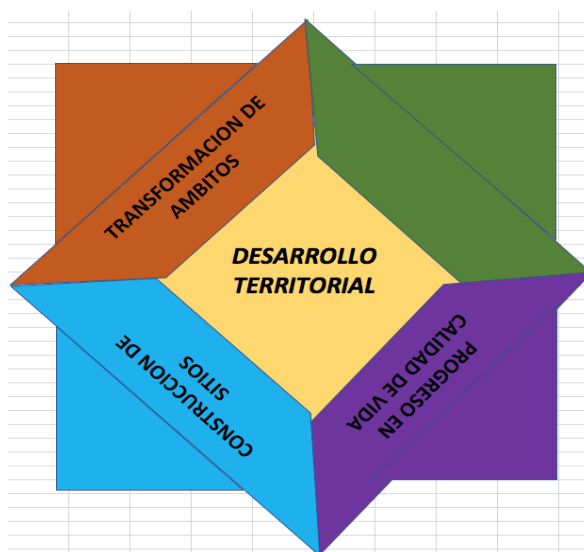 TRANSFORMACION DE
AMBITOS
DESARROLLO
TERRITORIAL
CONSTRUCCION DE
SITIOS
PROGRESO EN
CALIDAD DE VIDA